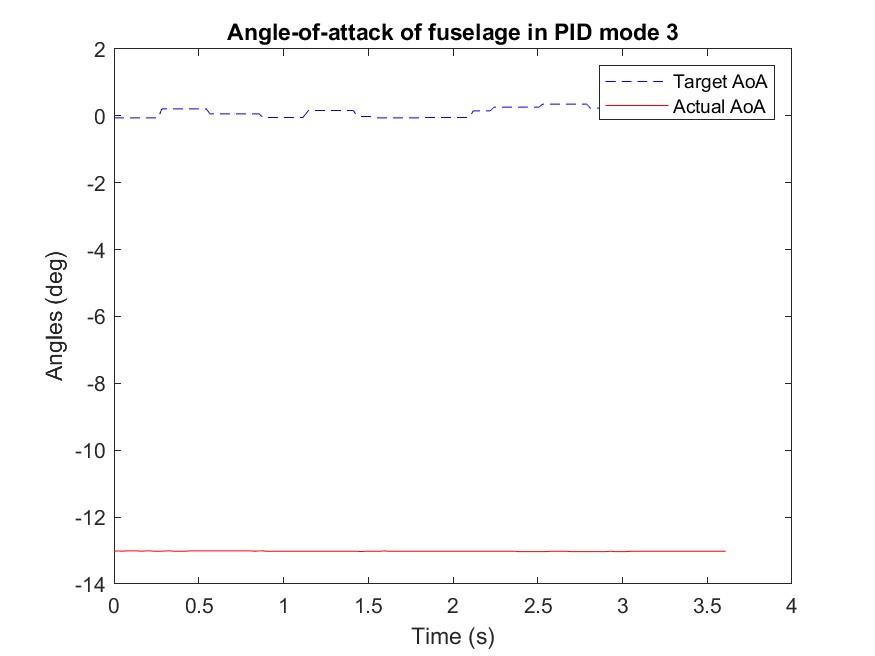 Angle-of-attack of fuselage in PID mode 3
2
Target AoA
Actual AoA
0
-2
-4
-6
-8
-10
-12
-14
Angles (deg)
0 0.5 1 1.5 2 2.5 3 3.5 4
Time (s)